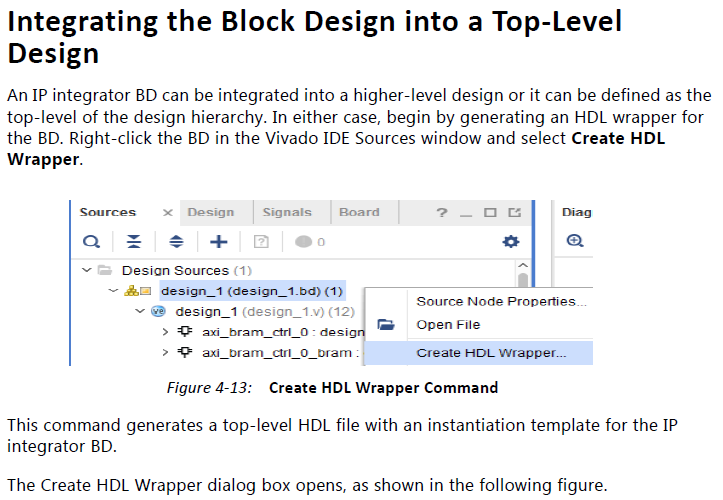 Integrating the Block Design into a Top-Level
Design
An IP integrator BD can be integrated into a higher-level design or it can be defined as the
top-level of the design hierarchy. In either case, begin by generating an HDL wrapper for
the BD. Right-click the BD in the Vivado IDE Sources window and select Create HDL
Wrapper.
Sources × Design Signals Board ? Diag
0
Design Sources (1)
design_1 (design_1.bd) (1)
design_1 (design_1.v) (12)
axi_bram_ctrl_0 : design
axi_bram_ctrl_0_bram :
Source Node Properties...
Open File
Create HDL Wrapper...
Figure 4-13: Create HDL Wrapper Command
This command generates a top-level HDL file with an instantiation template for the IP
integrator BD.
The Create HDL Wrapper dialog box opens, as shown in the following figure.